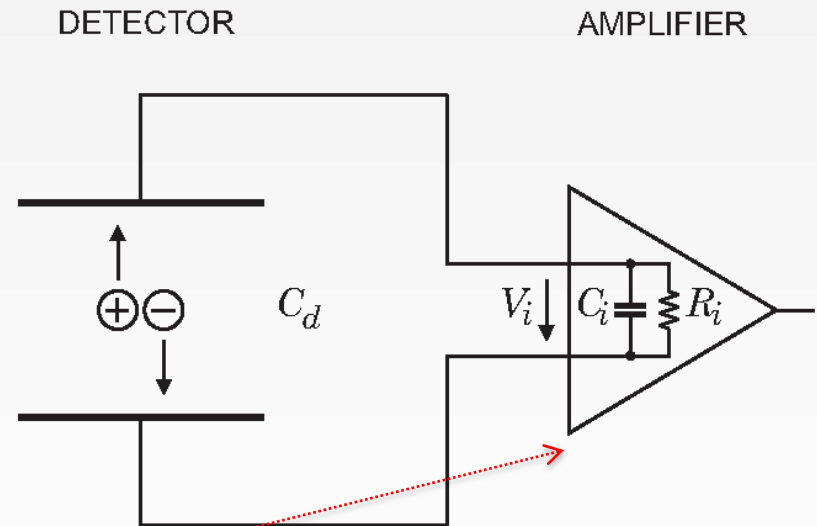 DETECTOR
AMPLIFIER
+ −
C_d
V_i
C_i
R_i